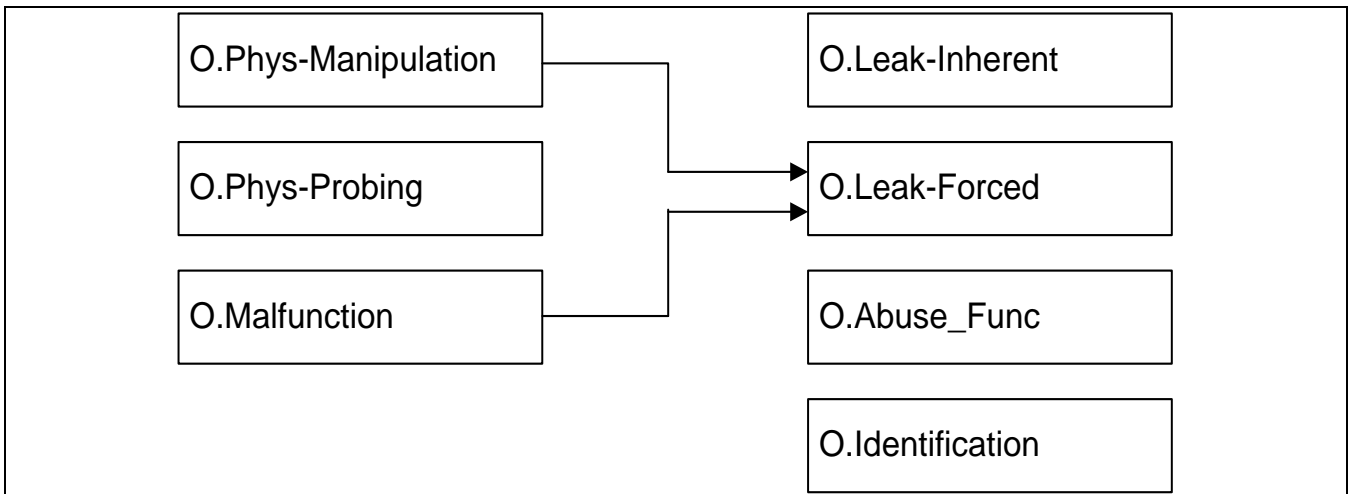 O.Phys-Manipulation
O.Leak-Inherent
O.Phys-Probing
O.Leak-Forced
O.Malfunction
O.Abuse_Func
O.Identification